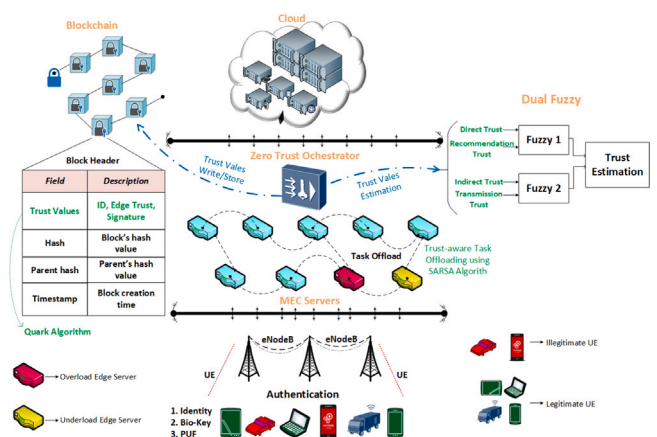 Blockchain
Cloud
Dual Fuzzy
Direct Trust
Recommendation
Trust
Fuzzy 1
Indirect Trust
Transmission
Trust
Fuzzy 2
Trust
Estimation
Zero Trust Ochestrator
Trust Vales
Write/Store
Trust Vales
Estimation
Block Header
Field
Description
Trust Values
ID, Edge Trust,
Signature
Hash
Block's hash
value
Parent hash
Parent's hash
value
Timestamp
Block creation
time
Quark Algorithm
Task Offload
Trust-aware Task
Offloading using
SARSA Algorith
MEC Servers
eNodeB
eNodeB
UE
UE
Authentication
1. Identity
2. Bio-Key
3. PUF
Overload Edge Server
Underload Edge Server
Illegitimate UE
Legitimate UE